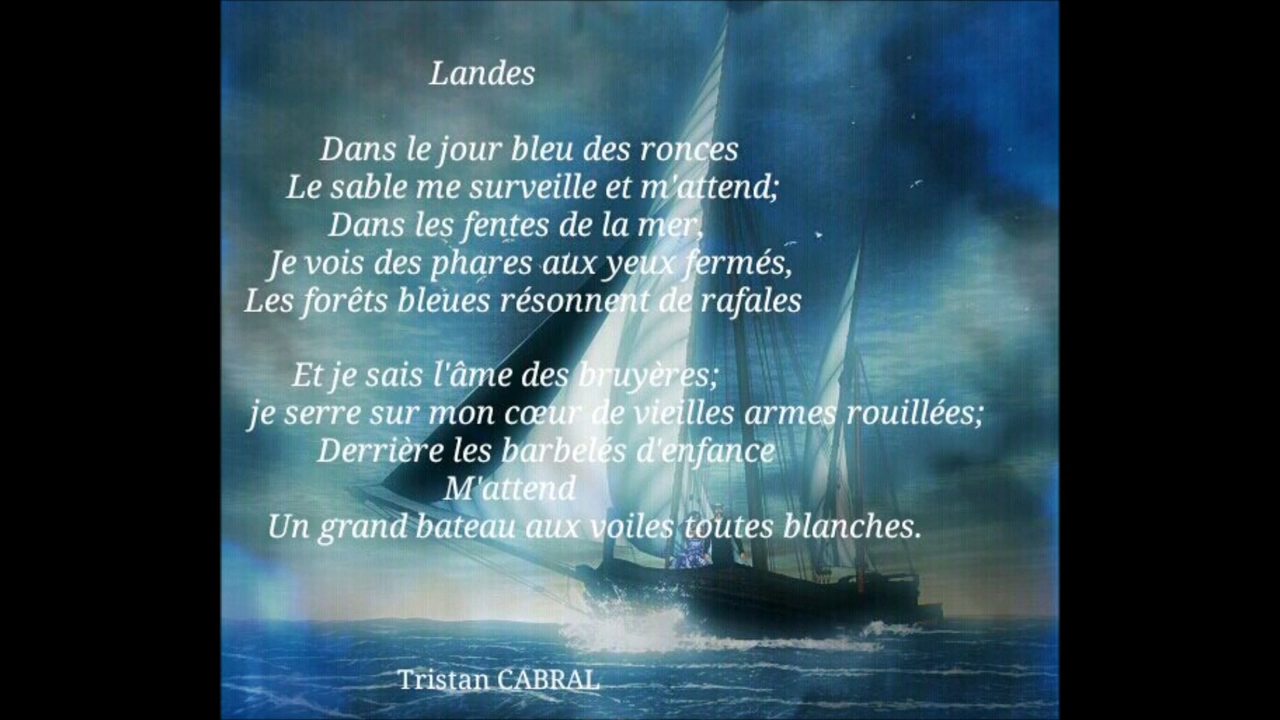 Landes
Dans le jour bleu des ronces
Le sable me surveille et m'attend;
Dans les fentes de la mer,
Je vois des phares aux yeux fermés,
Les forêts bleues résonnent de rafales
Et je sais l'âme des bruyères;
je serre sur mon cœur de vieilles armes rouillées;
Derrière les barbelés d'enfance
M'attend
Un grand bateau aux voiles toutes blanches.
Tristan CABRAL